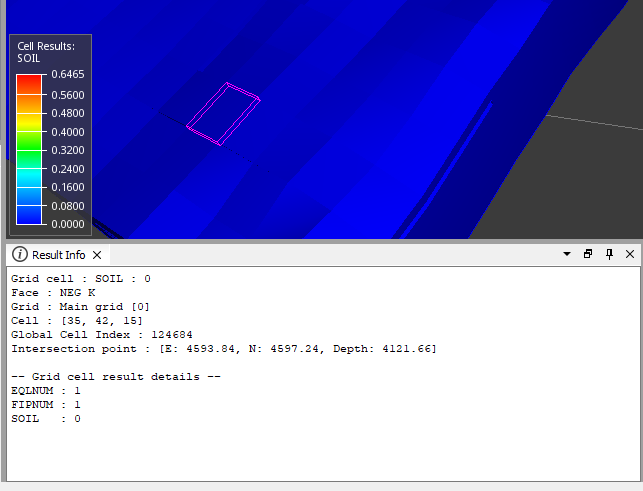 Cell Results:
SOIL
0.6465
0.5600
0.4800
0.4000
0.3200
0.2400
0.1600
0.0800
0.0000
Result Info
Grid cell : SOIL : 0
Face : NEG K
Grid : Main grid [0]
Cell : [35, 42, 15]
Global Cell Index : 124684
Intersection point : [E: 4593.84, N: 4597.24, Depth: 4121.66]
-- Grid cell result details --
EQLNUM : 1
FIPNUM : 1
SOIL   : 0